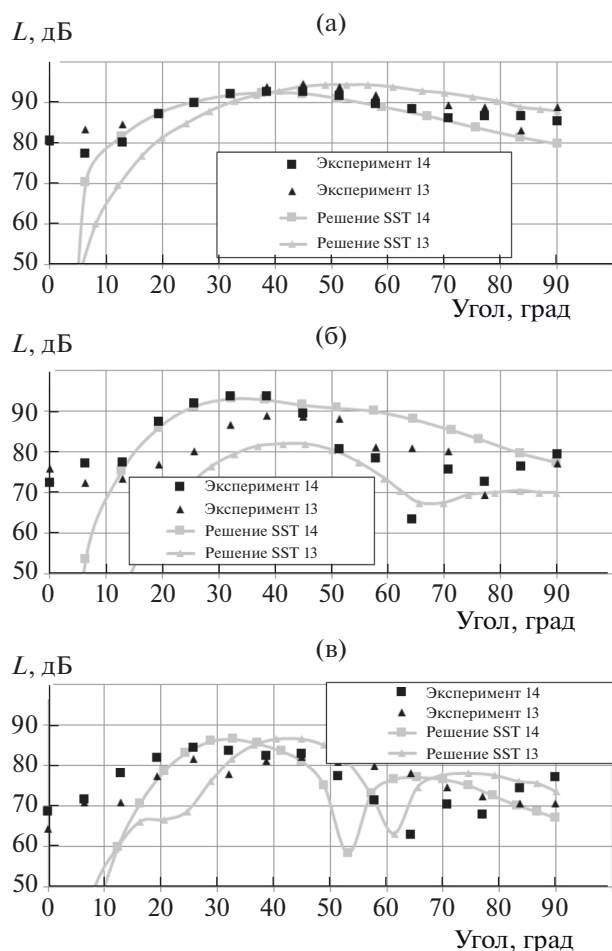 (а)
L, дБ
90
80
70
60
50
Эксперимент 14
Эксперимент 13
Решение SST 14
Решение SST 13
0 10 20 30 40 50 60 70 80 90
Угол, град
(б)
L, дБ
90
80
70
60
50
Эксперимент 14
Эксперимент 13
Решение SST 14
Решение SST 13
0 10 20 30 40 50 60 70 80 90
Угол, град
(в)
L, дБ
90
80
70
60
50
Эксперимент 14
Эксперимент 13
Решение SST 14
Решение SST 13
0 10 20 30 40 50 60 70 80 90
Угол, град